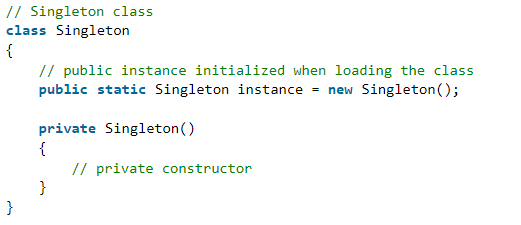 // Singleton class
class Singleton
{
    // public instance initialized when loading the class
    public static Singleton instance = new Singleton();

    private Singleton()
    {
        // private constructor
    }
}